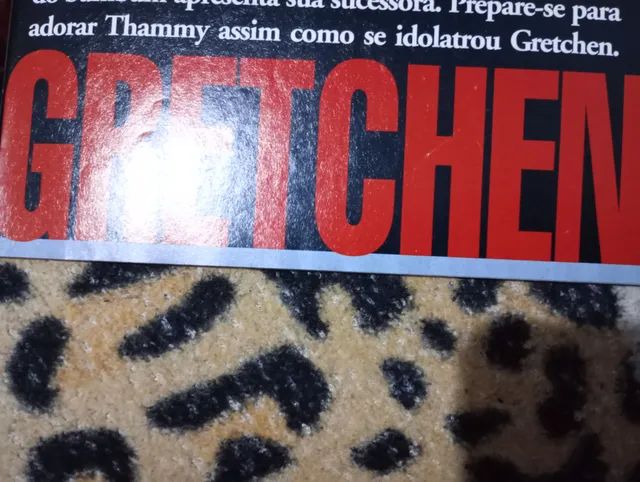 apresenta sua sucessora. Prepare-se para
adorar Thammy assim como se idolatrou Gretchen.
GRETCHEN